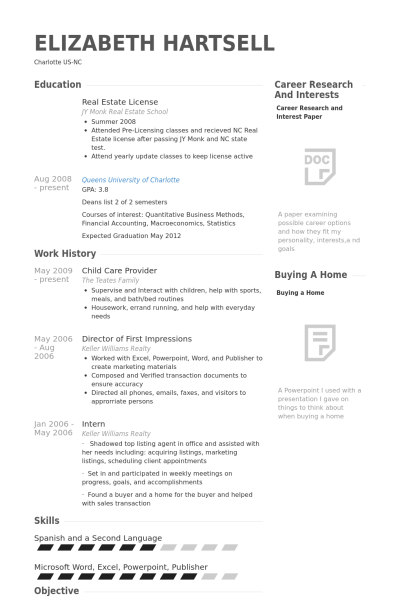 ELIZABETH HARTSELL
Charlotte US-NC
Education
Real Estate License
JY Monk Real Estate School
• Summer 2008
• Attended Pre-Licensing classes and recieved NC Real
Estate license after passing JY Monk and NC state
test.
• Attend yearly update classes to keep license active
Aug 2008
- present
Queens University of Charlotte
GPA: 3.8
Deans list 2 of 2 semesters
Courses of interest: Quantitative Business Methods,
Financial Accounting, Macroeconomics, Statistics
Expected Graduation May 2012
Work History
May 2009
- present
Child Care Provider
The Teates Family
• Supervise and Interact with children, help with sports,
meals, and bath/bed routines
• Housework, errand running, and help with everyday
needs
May 2006
- Aug
2006
Director of First Impressions
Keller Williams Realty
• Worked with Excel, Powerpoint, Word, and Publisher to
create marketing materials
• Composed and Verified transaction documents to
ensure accuracy
• Directed all phones, emails, faxes, and visitors to
approrriate persons
Jan 2006 -
May 2006
Intern
Keller Williams Realty
· Shadowed top listing agent in office and assisted with
her needs including: acquiring listings, marketing
listings, scheduling client appointments
· Set in and participated in weekly meetings on
progress, goals, and accomplishments
· Found a buyer and a home for the buyer and helped
with sales transaction
Skills
Spanish and a Second Language
Microsoft Word, Excel, Powerpoint, Publisher
Objective
Career Research
And Interests
Career Research and
Interest Paper
DOC
A paper examining
possible career options
and how they fit my
personality, interests,a nd
goals
Buying A Home
Buying a Home
A Powerpoint I used with a
presentation I gave on
things to think about
when buying a home